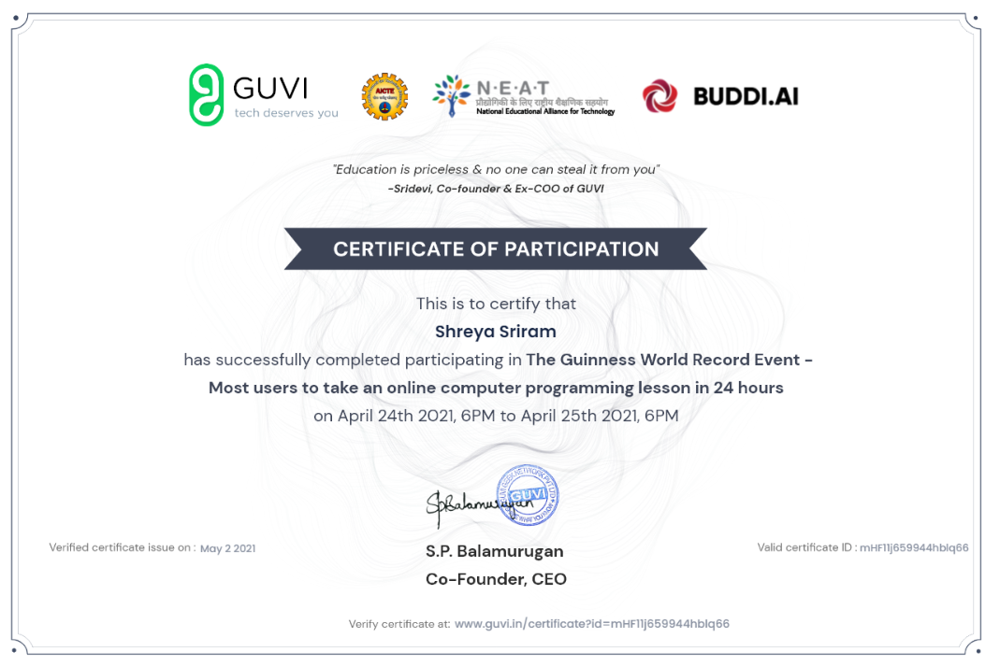 GUVI
tech deserves you
AICTE
N·E·A·T
प्रौद्योगिकी के लिए राष्ट्रीय शैक्षणिक सहयोग
National Educational Alliance for Technology
BUDDI.AI
"Education is priceless & no one can steal it from you"
-Sridevi, Co-founder & Ex-COO of GUVI
CERTIFICATE OF PARTICIPATION
This is to certify that
Shreya Sriram
has successfully completed participating in The Guinness World Record Event -
Most users to take an online computer programming lesson in 24 hours
on April 24th 2021, 6PM to April 25th 2021, 6PM
SpBalamurugan
GUVI
S.P. Balamurugan
Co-Founder, CEO
Verified certificate issue on : May 2 2021
Valid certificate ID : mHF11j659944hblq66
Verify certificate at: www.guvi.in/certificate?id=mHF11j659944hblq66